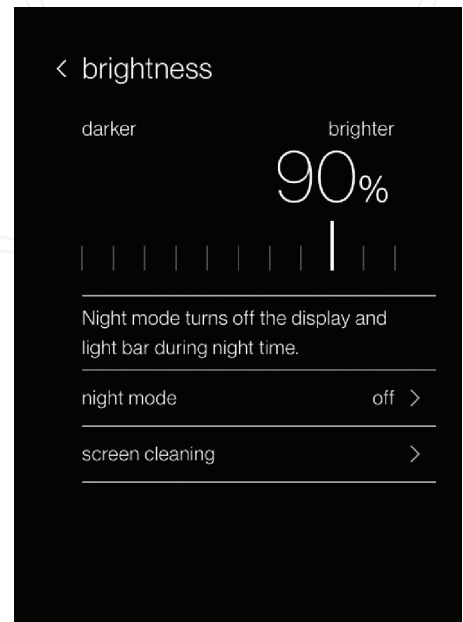 < brightness
darker brighter
90%
Night mode turns off the display and
light bar during night time.
night mode off >
screen cleaning >